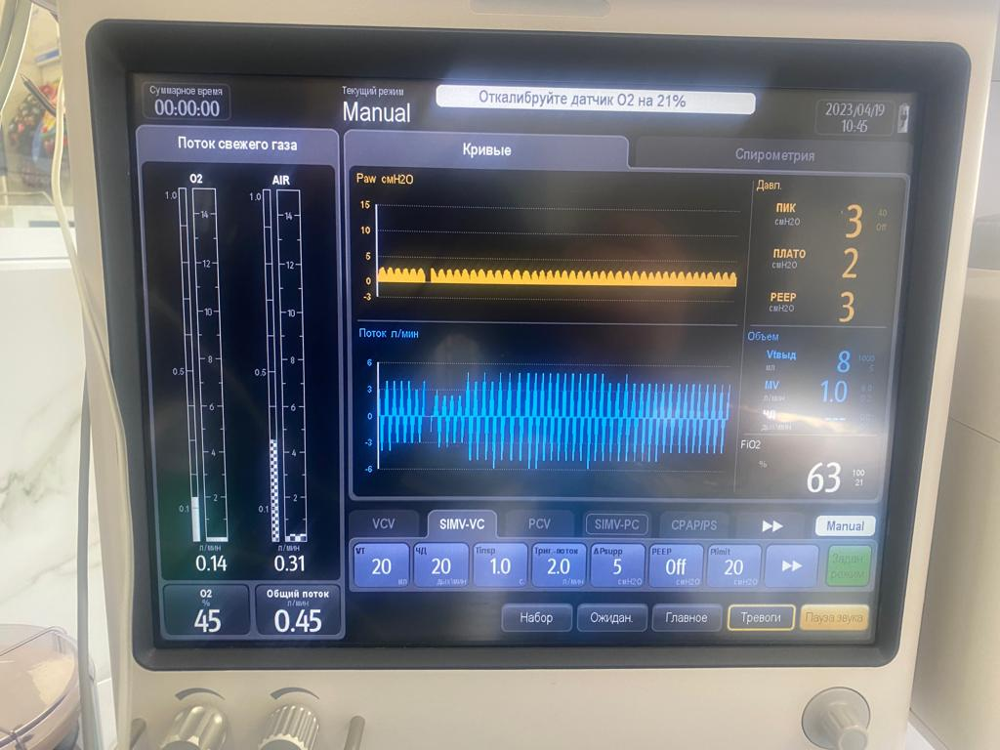 Суммарное время
00:00:00
Текущий режим
Manual
Откалибруйте датчик O2 на 21%
2023/04/19
10:45
Поток свежего газа
O2
AIR
1.0
14
12
10
8
0.5
6
4
0.1
2
1.0
14
12
10
8
0.5
6
4
0.1
2
л/мин
0.14
л/мин
0.31
O2
%
45
Общий поток
л/мин
0.45
Кривые
Спирометрия
Paw смH2O
15
10
5
0
-3
Поток л/мин
6
3
0
-3
-6
Давл.
ПИК
смH2O
3
40
Off
ПЛАТО
смH2O
2
PEEP
смH2O
3
Объем
Vtвыд
мл
8
1000
5
MV
л/мин
1.0
ЧД
дых\мин
---
FiO2
%
63
100
21
VCV
SIMV-VC
PCV
SIMV-PC
CPAP/PS
Manual
VT
20
мл
ЧД
20
дых\мин
Tinsp
1.0
с.
Триг.-поток
2.0
л/мин
ΔPsupp
5
смH2O
PEEP
Off
смH2O
Plimit
20
смH2O
Задан
режим
Набор
Ожидан.
Главное
Тревоги
Пауза звука